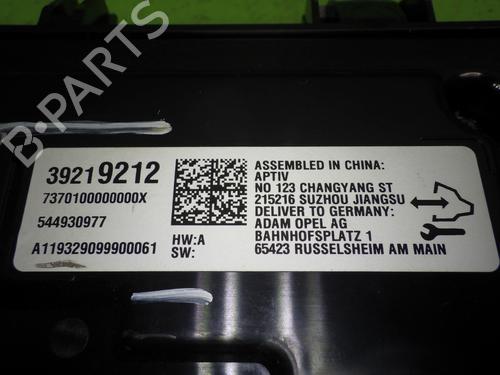 B-PARTS
39219212
7370100000000X
544930977
A119329099900061
HW:A
SW:
ASSEMBLED IN CHINA:
APTIV
NO 123 CHANGYANG ST
215216 SUZHOU JIANGSU
DELIVER TO GERMANY:
ADAM OPEL AG
BAHNHOFSPLATZ 1
65423 RUSSELSHEIM AM MAIN